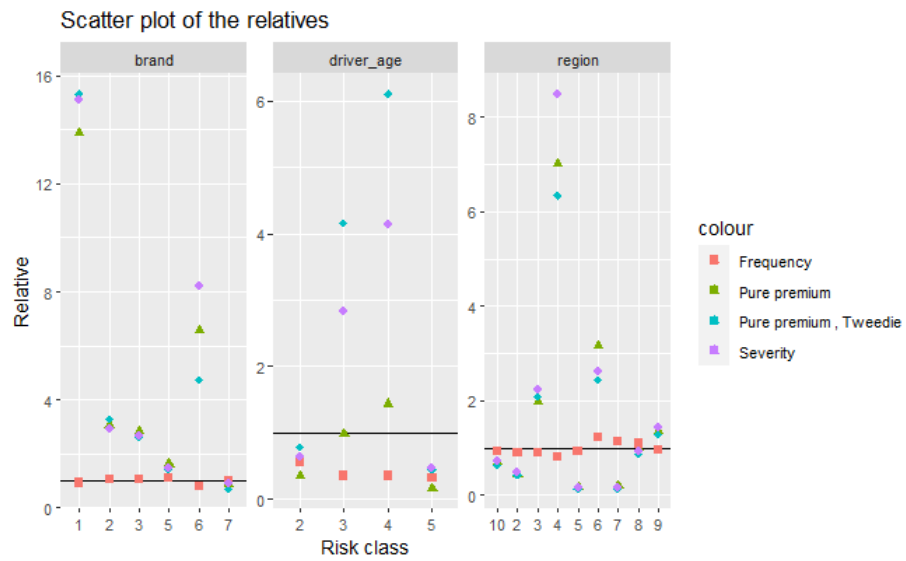 Scatter plot of the relatives
brand
driver_age
region
16
12
8
4
0
6
4
2
0
8
6
4
2
0
1 2 3 5 6 7
2 3 4 5
10 2 3 4 5 6 7 8 9
Relative
Risk class
colour
Frequency
Pure premium
Pure premium , Tweedie
Severity